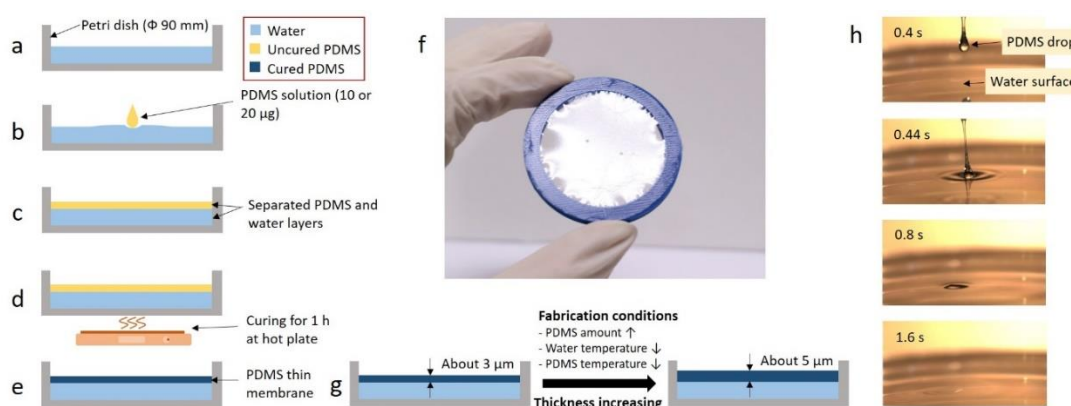 a
Petri dish (Φ 90 mm)
Water
Uncured PDMS
Cured PDMS
b
PDMS solution (10 or
20 μg)
c
Separated PDMS and
water layers
d
Curing for 1 h
at hot plate
e
PDMS thin
membrane
f
g
About 3 μm
Fabrication conditions
- PDMS amount ↑
- Water temperature ↓
- PDMS temperature ↓
Thickness increasing
About 5 μm
h
0.4 s
PDMS drop
Water surface
0.44 s
0.8 s
1.6 s